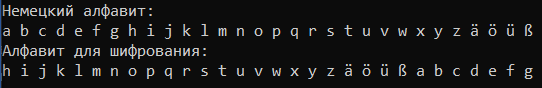 Немецкий алфавит:
a b c d e f g h i j k l m n o p q r s t u v w x y z ä ö ü ß
Алфавит для шифрования:
h i j k l m n o p q r s t u v w x y z ä ö ü ß a b c d e f g